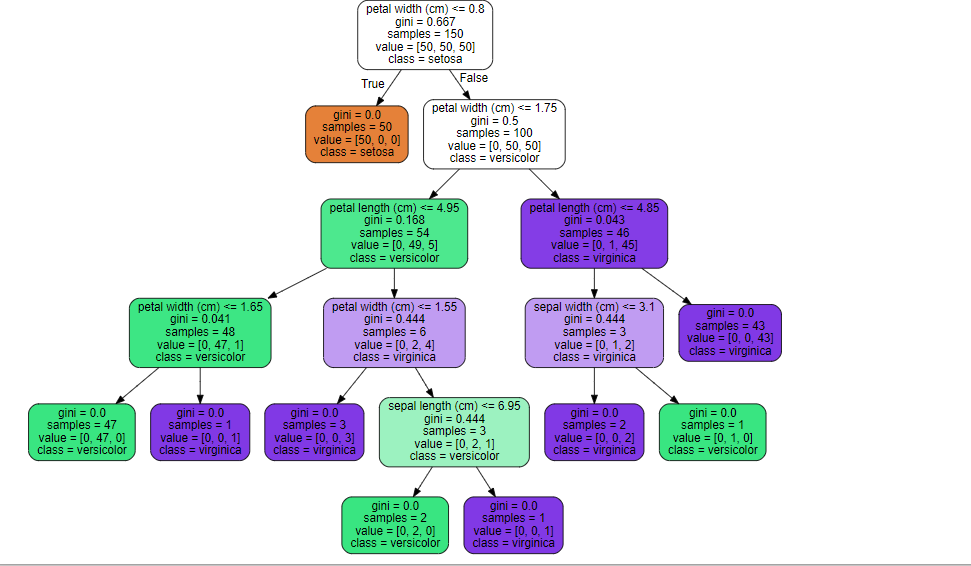 petal width (cm) <= 0.8
gini = 0.667
samples = 150
value = [50, 50, 50]
class = setosa
True
False
gini = 0.0
samples = 50
value = [50, 0, 0]
class = setosa
petal width (cm) <= 1.75
gini = 0.5
samples = 100
value = [0, 50, 50]
class = versicolor
petal length (cm) <= 4.95
gini = 0.168
samples = 54
value = [0, 49, 5]
class = versicolor
petal length (cm) <= 4.85
gini = 0.043
samples = 46
value = [0, 1, 45]
class = virginica
petal width (cm) <= 1.65
gini = 0.041
samples = 48
value = [0, 47, 1]
class = versicolor
petal width (cm) <= 1.55
gini = 0.444
samples = 6
value = [0, 2, 4]
class = virginica
sepal width (cm) <= 3.1
gini = 0.444
samples = 3
value = [0, 1, 2]
class = virginica
gini = 0.0
samples = 43
value = [0, 0, 43]
class = virginica
gini = 0.0
samples = 47
value = [0, 47, 0]
class = versicolor
gini = 0.0
samples = 1
value = [0, 0, 1]
class = virginica
gini = 0.0
samples = 3
value = [0, 0, 3]
class = virginica
sepal length (cm) <= 6.95
gini = 0.444
samples = 3
value = [0, 2, 1]
class = versicolor
gini = 0.0
samples = 2
value = [0, 0, 2]
class = virginica
gini = 0.0
samples = 1
value = [0, 1, 0]
class = versicolor
gini = 0.0
samples = 2
value = [0, 2, 0]
class = versicolor
gini = 0.0
samples = 1
value = [0, 0, 1]
class = virginica